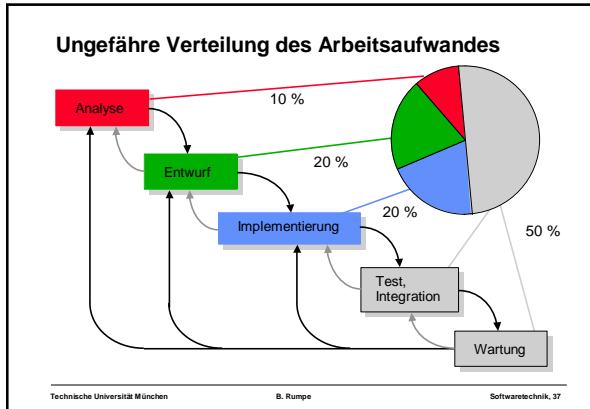 Ungefähre Verteilung des Arbeitsaufwandes
10 %
Analyse
20 %
Entwurf
20 %
Implementierung
50 %
Test,
Integration
Wartung
Technische Universität München B. Rumpe Softwaretechnik, 37